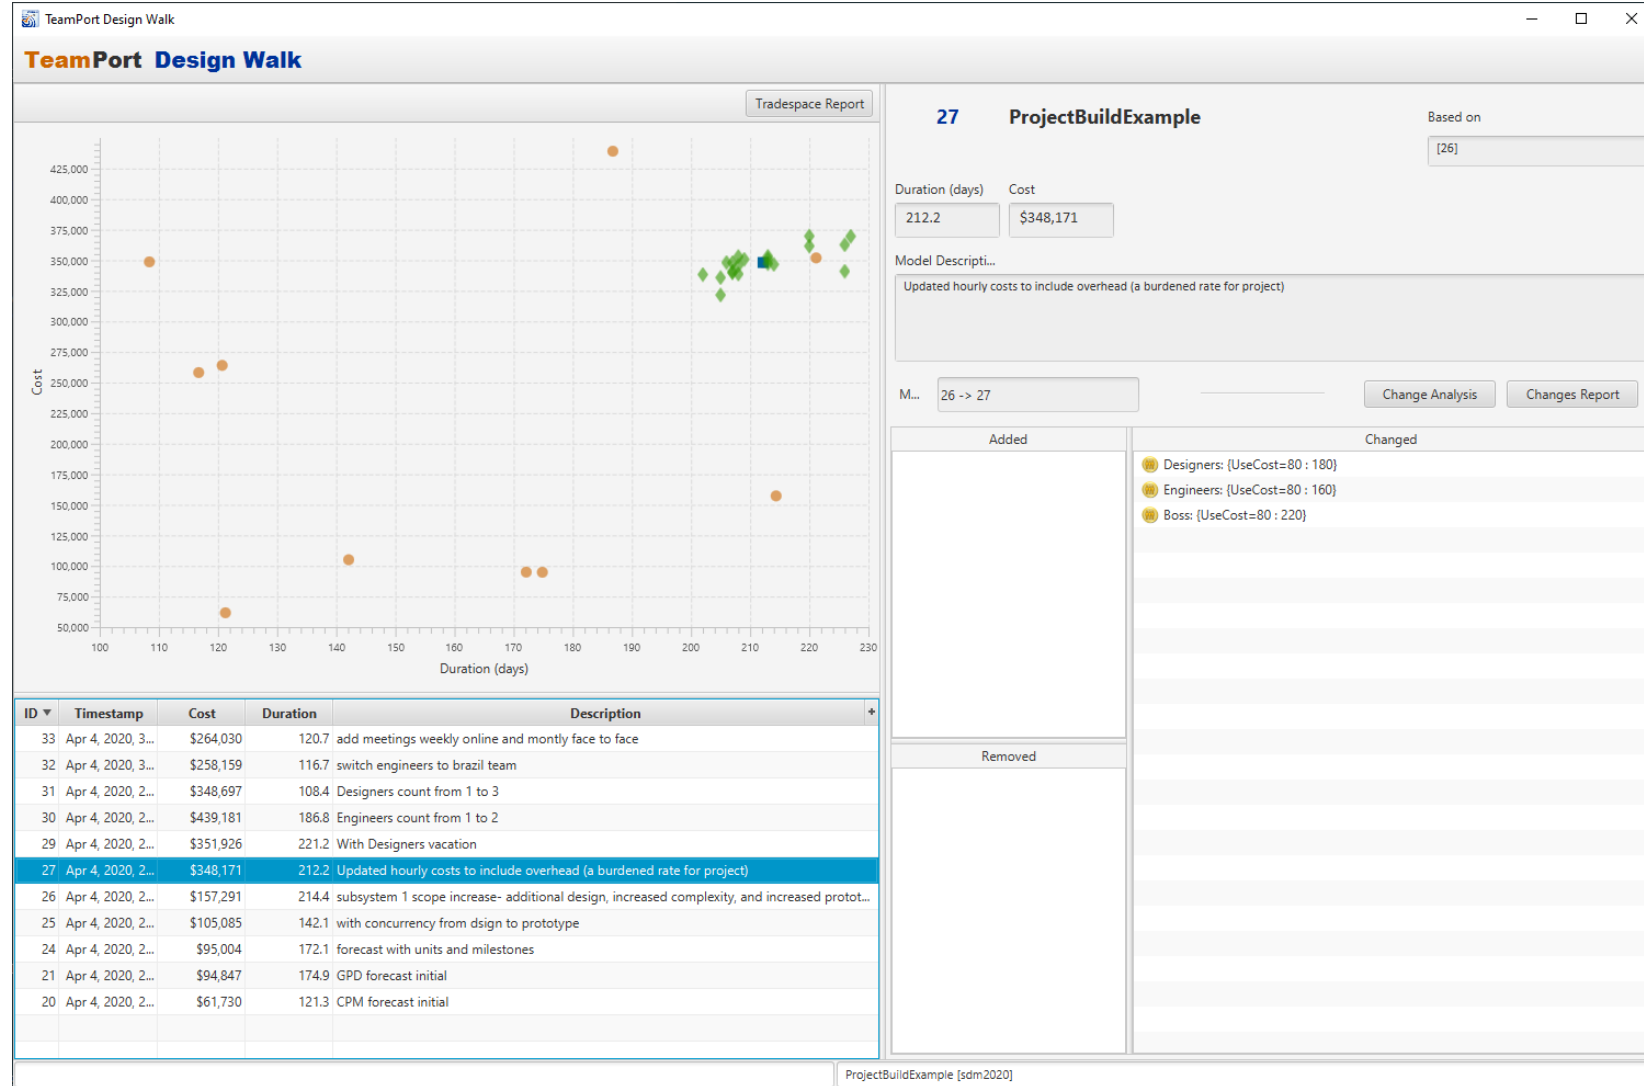 TeamPort Design Walk
TeamPort Design Walk
Tradespace Report
425,000
400,000
375,000
350,000
325,000
300,000
275,000
250,000
225,000
200,000
175,000
150,000
125,000
100,000
75,000
50,000
Cost
100 110 120 130 140 150 160 170 180 190 200 210 220 230
Duration (days)
ID Timestamp Cost Duration Description +
33 Apr 4, 2020, 3... $264,030 120.7 add meetings weekly online and montly face to face
32 Apr 4, 2020, 3... $258,159 116.7 switch engineers to brazil team
31 Apr 4, 2020, 2... $348,697 108.4 Designers count from 1 to 3
30 Apr 4, 2020, 2... $439,181 186.8 Engineers count from 1 to 2
29 Apr 4, 2020, 2... $351,926 221.2 With Designers vacation
27 Apr 4, 2020, 2... $348,171 212.2 Updated hourly costs to include overhead (a burdened rate for project)
26 Apr 4, 2020, 2... $157,291 214.4 subsystem 1 scope increase- additional design, increased complexity, and increased protot...
25 Apr 4, 2020, 2... $105,085 142.1 with concurrency from dsign to prototype
24 Apr 4, 2020, 2... $95,004 172.1 forecast with units and milestones
21 Apr 4, 2020, 2... $94,847 174.9 GPD forecast initial
20 Apr 4, 2020, 2... $61,730 121.3 CPM forecast initial
27 ProjectBuildExample
Based on
[26]
Duration (days) Cost
212.2 $348,171
Model Descripti...
Updated hourly costs to include overhead (a burdened rate for project)
M... 26 -> 27 Change Analysis Changes Report
Added
Changed
Designers: {UseCost=80 : 180}
Engineers: {UseCost=80 : 160}
Boss: {UseCost=80 : 220}
Removed
ProjectBuildExample [sdm2020]